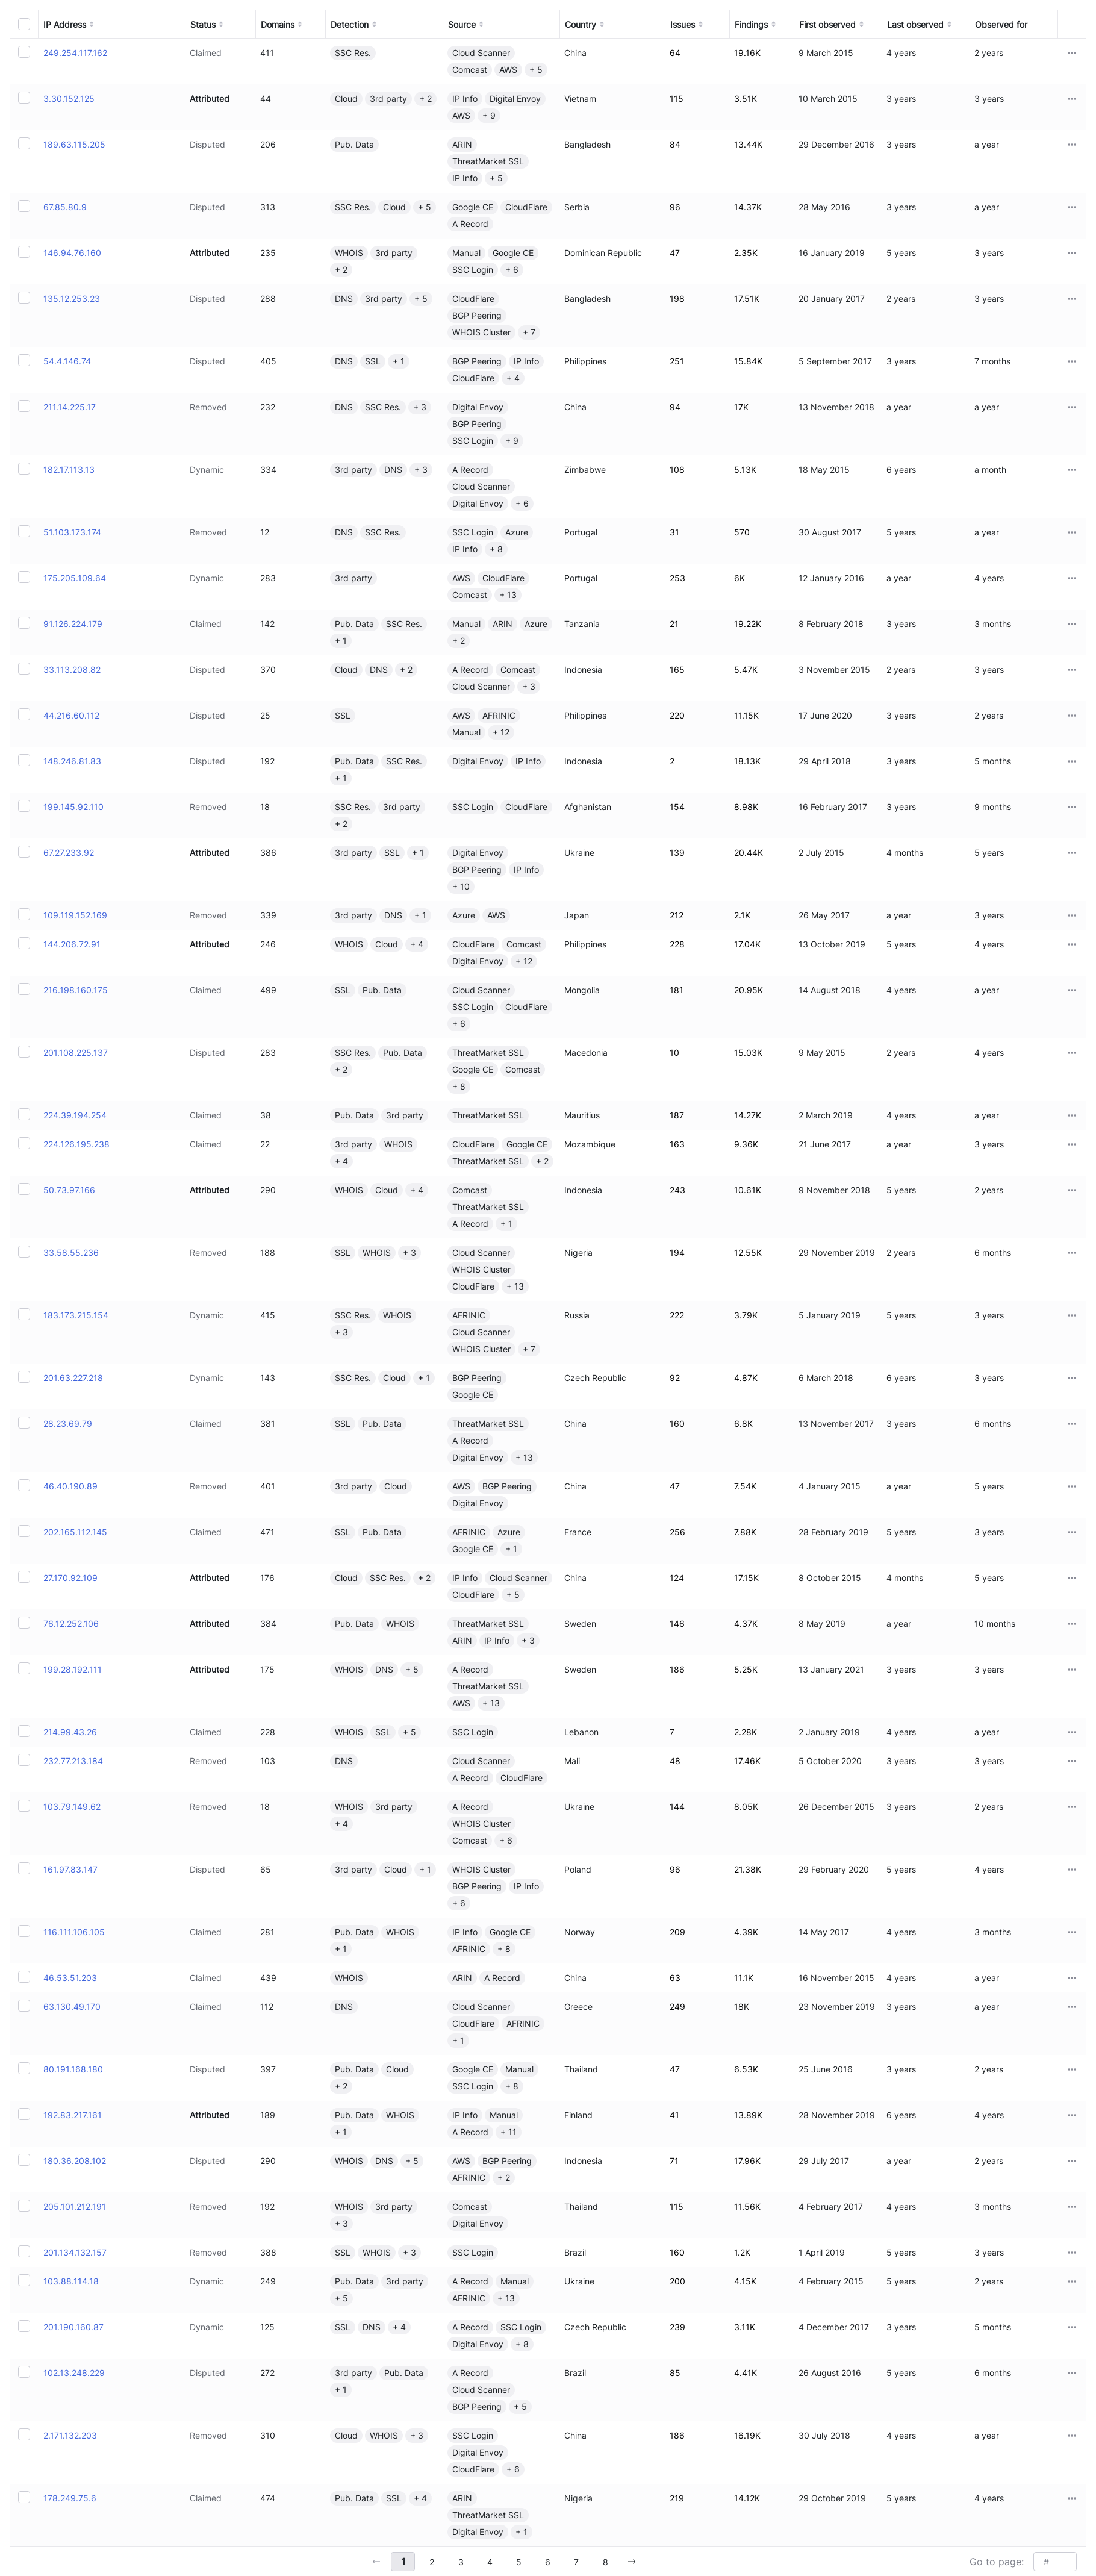 IP Address Status Domains Detection Source Country Issues Findings First observed Last observed Observed for
249.254.117.162 Claimed 411 SSC Res. Cloud Scanner China 64 19.16K 9 March 2015 4 years 2 years
Comcast AWS + 5
3.30.152.125 Attributed 44 Cloud 3rd party + 2 IP Info Digital Envoy Vietnam 115 3.51K 10 March 2015 3 years 3 years
AWS + 9
189.63.115.205 Disputed 206 Pub. Data ARIN Bangladesh 84 13.44K 29 December 2016 3 years a year
ThreatMarket SSL
IP Info + 5
67.85.80.9 Disputed 313 SSC Res. Cloud + 5 Google CE CloudFlare Serbia 96 14.37K 28 May 2016 3 years a year
A Record
146.94.76.160 Attributed 235 WHOIS 3rd party Manual Google CE Dominican Republic 47 2.35K 16 January 2019 5 years 3 years
+ 2 SSC Login + 6
135.12.253.23 Disputed 288 DNS 3rd party + 5 CloudFlare Bangladesh 198 17.51K 20 January 2017 2 years 3 years
BGP Peering
WHOIS Cluster + 7
54.4.146.74 Disputed 405 DNS SSL + 1 BGP Peering IP Info Philippines 251 15.84K 5 September 2017 3 years 7 months
CloudFlare + 4
211.14.225.17 Removed 232 DNS SSC Res. + 3 Digital Envoy China 94 17K 13 November 2018 a year a year
BGP Peering
SSC Login + 9
182.17.113.13 Dynamic 334 3rd party DNS + 3 A Record Zimbabwe 108 5.13K 18 May 2015 6 years a month
Cloud Scanner
Digital Envoy + 6
51.103.173.174 Removed 12 DNS SSC Res. SSC Login Azure Portugal 31 570 30 August 2017 5 years a year
IP Info + 8
175.205.109.64 Dynamic 283 3rd party AWS CloudFlare Portugal 253 6K 12 January 2016 a year 4 years
Comcast + 13
91.126.224.179 Claimed 142 Pub. Data SSC Res. Manual ARIN Azure Tanzania 21 19.22K 8 February 2018 3 years 3 months
+ 1 + 2
33.113.208.82 Disputed 370 Cloud DNS + 2 A Record Comcast Indonesia 165 5.47K 3 November 2015 2 years 3 years
Cloud Scanner + 3
44.216.60.112 Disputed 25 SSL AWS AFRINIC Philippines 220 11.15K 17 June 2020 3 years 2 years
Manual + 12
148.246.81.83 Disputed 192 Pub. Data SSC Res. Digital Envoy IP Info Indonesia 2 18.13K 29 April 2018 3 years 5 months
+ 1
199.145.92.110 Removed 18 SSC Res. 3rd party SSC Login CloudFlare Afghanistan 154 8.98K 16 February 2017 3 years 9 months
+ 2
67.27.233.92 Attributed 386 3rd party SSL + 1 Digital Envoy Ukraine 139 20.44K 2 July 2015 4 months 5 years
BGP Peering IP Info
+ 10
109.119.152.169 Removed 339 3rd party DNS + 1 Azure AWS Japan 212 2.1K 26 May 2017 a year 3 years
144.206.72.91 Attributed 246 WHOIS Cloud + 4 CloudFlare Comcast Philippines 228 17.04K 13 October 2019 5 years 4 years
Digital Envoy + 12
216.198.160.175 Claimed 499 SSL Pub. Data Cloud Scanner Mongolia 181 20.95K 14 August 2018 4 years a year
SSC Login CloudFlare
+ 6
201.108.225.137 Disputed 283 SSC Res. Pub. Data ThreatMarket SSL Macedonia 10 15.03K 9 May 2015 2 years 4 years
+ 2 Google CE Comcast
+ 8
224.39.194.254 Claimed 38 Pub. Data 3rd party ThreatMarket SSL Mauritius 187 14.27K 2 March 2019 4 years a year
224.126.195.238 Claimed 22 3rd party WHOIS CloudFlare Google CE Mozambique 163 9.36K 21 June 2017 a year 3 years
+ 4 ThreatMarket SSL + 2
50.73.97.166 Attributed 290 WHOIS Cloud + 4 Comcast Indonesia 243 10.61K 9 November 2018 5 years 2 years
ThreatMarket SSL
A Record + 1
33.58.55.236 Removed 188 SSL WHOIS + 3 Cloud Scanner Nigeria 194 12.55K 29 November 2019 2 years 6 months
WHOIS Cluster
CloudFlare + 13
183.173.215.154 Dynamic 415 SSC Res. WHOIS AFRINIC Russia 222 3.79K 5 January 2019 5 years 3 years
+ 3 Cloud Scanner
WHOIS Cluster + 7
201.63.227.218 Dynamic 143 SSC Res. Cloud + 1 BGP Peering Czech Republic 92 4.87K 6 March 2018 6 years 3 years
Google CE
28.23.69.79 Claimed 381 SSL Pub. Data ThreatMarket SSL China 160 6.8K 13 November 2017 3 years 6 months
A Record
Digital Envoy + 13
46.40.190.89 Removed 401 3rd party Cloud AWS BGP Peering China 47 7.54K 4 January 2015 a year 5 years
Digital Envoy
202.165.112.145 Claimed 471 SSL Pub. Data AFRINIC Azure France 256 7.88K 28 February 2019 5 years 3 years
Google CE + 1
27.170.92.109 Attributed 176 Cloud SSC Res. + 2 IP Info Cloud Scanner China 124 17.15K 8 October 2015 4 months 5 years
CloudFlare + 5
76.12.252.106 Attributed 384 Pub. Data WHOIS ThreatMarket SSL Sweden 146 4.37K 8 May 2019 a year 10 months
ARIN IP Info + 3
199.28.192.111 Attributed 175 WHOIS DNS + 5 A Record Sweden 186 5.25K 13 January 2021 3 years 3 years
ThreatMarket SSL
AWS + 13
214.99.43.26 Claimed 228 WHOIS SSL + 5 SSC Login Lebanon 7 2.28K 2 January 2019 4 years a year
232.77.213.184 Removed 103 DNS Cloud Scanner Mali 48 17.46K 5 October 2020 3 years 3 years
A Record CloudFlare
103.79.149.62 Removed 18 WHOIS 3rd party A Record Ukraine 144 8.05K 26 December 2015 3 years 2 years
+ 4 WHOIS Cluster
Comcast + 6
161.97.83.147 Disputed 65 3rd party Cloud + 1 WHOIS Cluster Poland 96 21.38K 29 February 2020 5 years 4 years
BGP Peering IP Info
+ 6
116.111.106.105 Claimed 281 Pub. Data WHOIS IP Info Google CE Norway 209 4.39K 14 May 2017 4 years 3 months
+ 1 AFRINIC + 8
46.53.51.203 Claimed 439 WHOIS ARIN A Record China 63 11.1K 16 November 2015 4 years a year
63.130.49.170 Claimed 112 DNS Cloud Scanner Greece 249 18K 23 November 2019 3 years a year
CloudFlare AFRINIC
+ 1
80.191.168.180 Disputed 397 Pub. Data Cloud Google CE Manual Thailand 47 6.53K 25 June 2016 3 years 2 years
+ 2 SSC Login + 8
192.83.217.161 Attributed 189 Pub. Data WHOIS IP Info Manual Finland 41 13.89K 28 November 2019 6 years 4 years
+ 1 A Record + 11
180.36.208.102 Disputed 290 WHOIS DNS + 5 AWS BGP Peering Indonesia 71 17.96K 29 July 2017 a year 2 years
AFRINIC + 2
205.101.212.191 Removed 192 WHOIS 3rd party Comcast Thailand 115 11.56K 4 February 2017 4 years 3 months
+ 3 Digital Envoy
201.134.132.157 Removed 388 SSL WHOIS + 3 SSC Login Brazil 160 1.2K 1 April 2019 5 years 3 years
103.88.114.18 Dynamic 249 Pub. Data 3rd party A Record Manual Ukraine 200 4.15K 4 February 2015 5 years 2 years
+ 5 AFRINIC + 13
201.190.160.87 Dynamic 125 SSL DNS + 4 A Record SSC Login Czech Republic 239 3.11K 4 December 2017 3 years 5 months
Digital Envoy + 8
102.13.248.229 Disputed 272 3rd party Pub. Data A Record Brazil 85 4.41K 26 August 2016 5 years 6 months
+ 1 Cloud Scanner
BGP Peering + 5
2.171.132.203 Removed 310 Cloud WHOIS + 3 SSC Login China 186 16.19K 30 July 2018 4 years a year
Digital Envoy
CloudFlare + 6
178.249.75.6 Claimed 474 Pub. Data SSL + 4 ARIN Nigeria 219 14.12K 29 October 2019 5 years 4 years
ThreatMarket SSL
Digital Envoy + 1
← 1 2 3 4 5 6 7 8 → Go to page: #